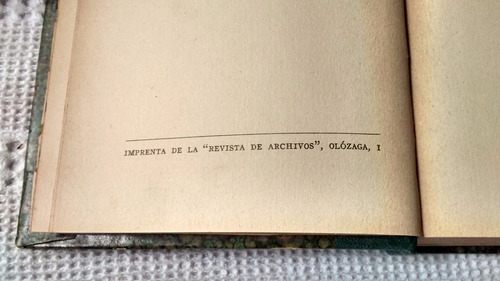 IMPRENTA DE LA “REVISTA DE ARCHIVOS”, OLÓZAGA, I